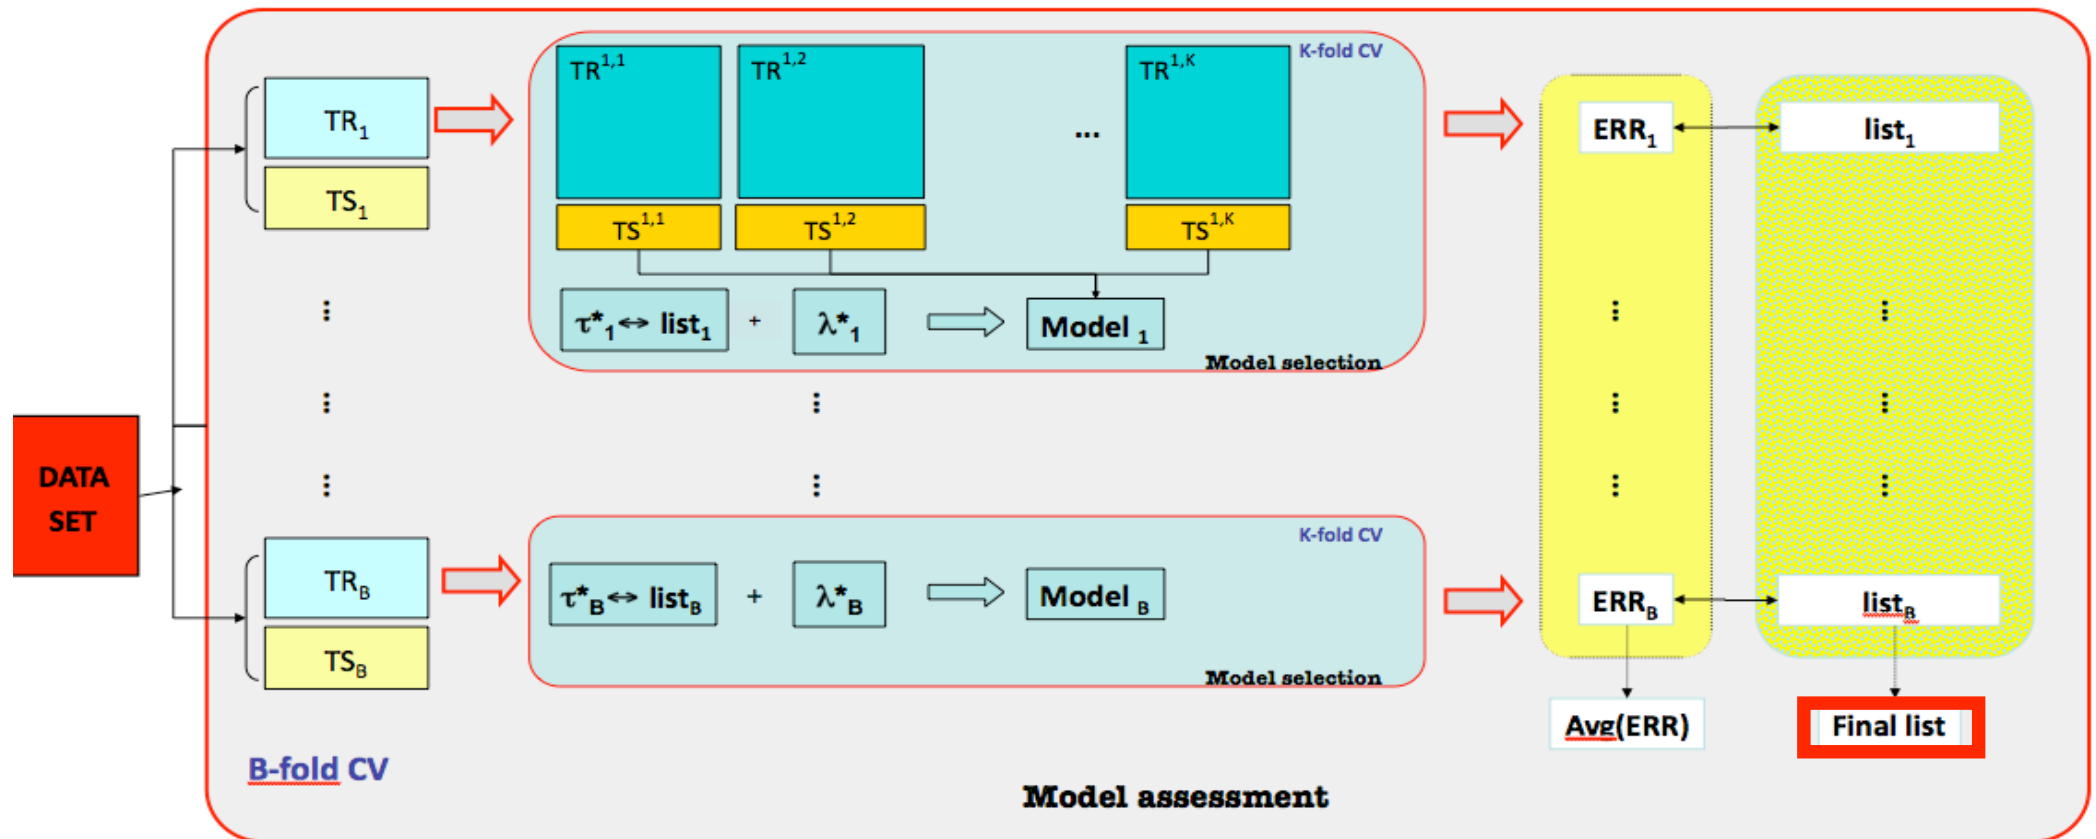 DATA
SET
TR1
TS1
⋮
⋮
⋮
TRB
TSB
B-fold CV
K-fold CV
TR1,1
TR1,2
...
TR1,K
TS1,1
TS1,2
TS1,K
τ*1 ↔ list1 + λ*1
Model 1
Model selection
⋮
⋮
K-fold CV
τ*B ↔ listB + λ*B
Model B
Model selection
ERR1
list1
⋮
⋮
⋮
⋮
⋮
⋮
ERRB
listB
Avg(ERR)
Final list
Model assessment